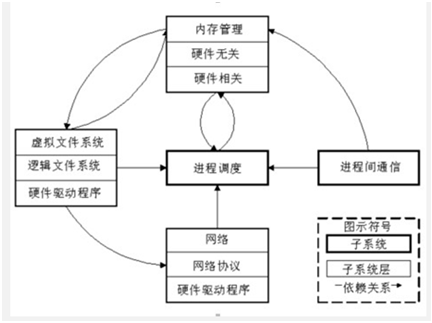 内存管理
硬件无关
硬件相关
虚拟文件系统
逻辑文件系统
硬件驱动程序
进程调度
进程间通信
网络
网络协议
硬件驱动程序
图示符号
子系统
子系统层
依赖关系